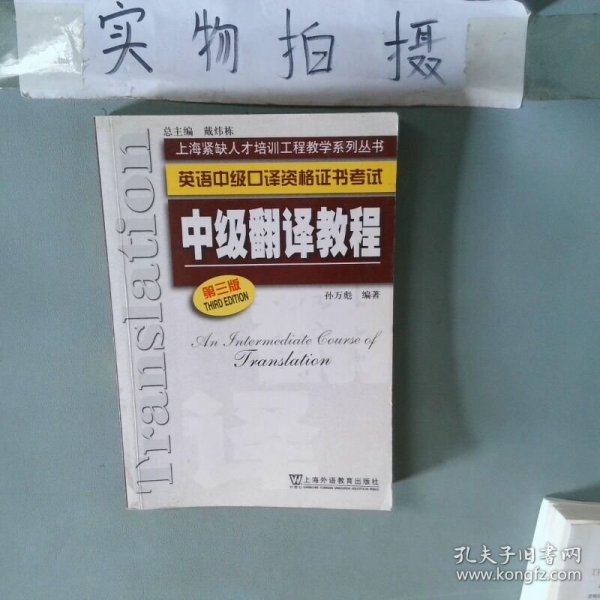 实物拍摄
总主编 戴炜栋
上海紧缺人才培训工程教学系列丛书
英语中级口译资格证书考试
中级翻译教程
第三版
THIRD EDITION
孙万彪 编著
An Intermediate Course of
Translation
Translation
翻
译
上海外语教育出版社
孔夫子旧书网
www.kongfz.com